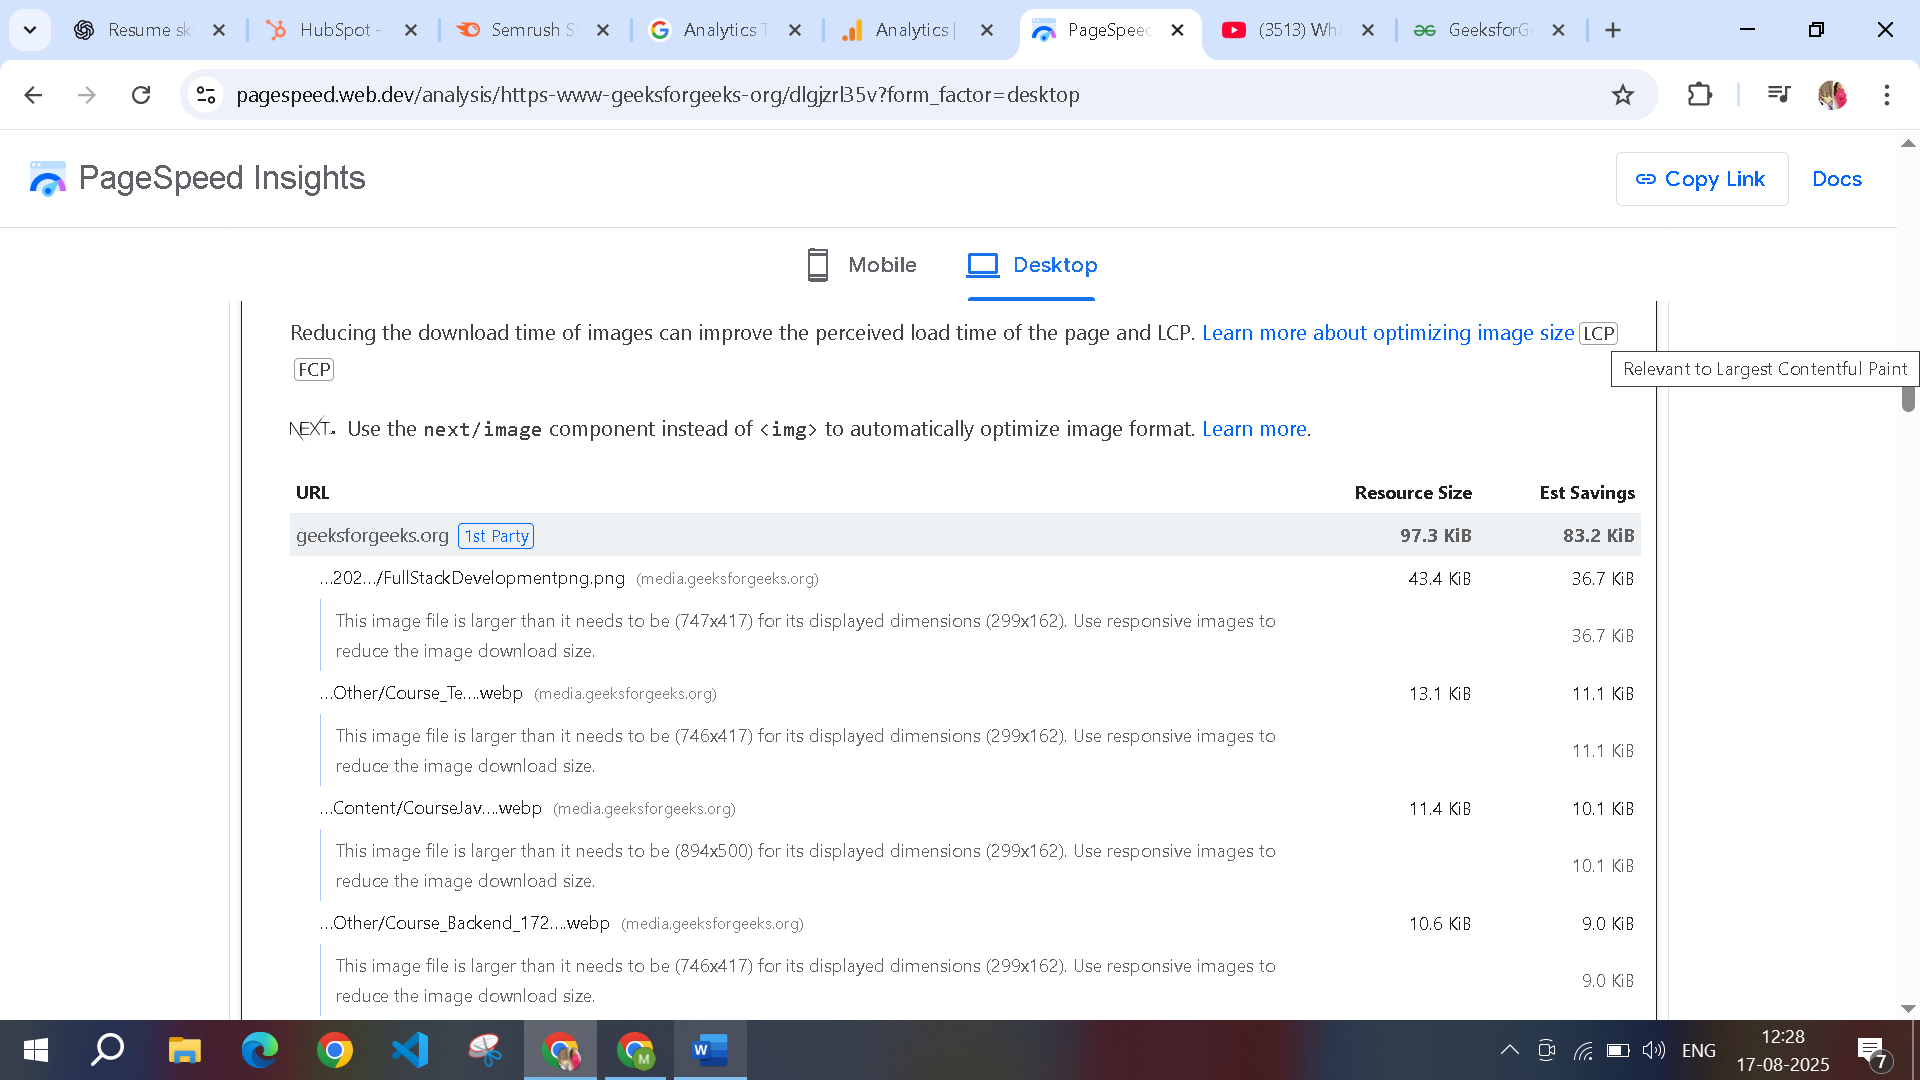 Resume sk
HubSpot -
Semrush S
Analytics T
Analytics |
PageSpeed
(3513) Wha
GeeksforG
pagespeed.web.dev/analysis/https-www-geeksforgeeks-org/dlgjzrl35v?form_factor=desktop
PageSpeed Insights
Copy Link
Docs
Mobile
Desktop
Reducing the download time of images can improve the perceived load time of the page and LCP. Learn more about optimizing image size LCP
FCP
Relevant to Largest Contentful Paint
NEXT. Use the next/image component instead of <img> to automatically optimize image format. Learn more.
URL Resource Size Est Savings
geeksforgeeks.org 1st Party 97.3 KiB 83.2 KiB
…202…/FullStackDevelopmentpng.png (media.geeksforgeeks.org) 43.4 KiB 36.7 KiB
This image file is larger than it needs to be (747x417) for its displayed dimensions (299x162). Use responsive images to
reduce the image download size.
36.7 KiB
…Other/Course_Te….webp (media.geeksforgeeks.org) 13.1 KiB 11.1 KiB
This image file is larger than it needs to be (746x417) for its displayed dimensions (299x162). Use responsive images to
reduce the image download size.
11.1 KiB
…Content/CourseJav….webp (media.geeksforgeeks.org) 11.4 KiB 10.1 KiB
This image file is larger than it needs to be (894x500) for its displayed dimensions (299x162). Use responsive images to
reduce the image download size.
10.1 KiB
…Other/Course_Backend_172….webp (media.geeksforgeeks.org) 10.6 KiB 9.0 KiB
This image file is larger than it needs to be (746x417) for its displayed dimensions (299x162). Use responsive images to
reduce the image download size.
9.0 KiB
M
W
ENG
12:28
17-08-2025
7